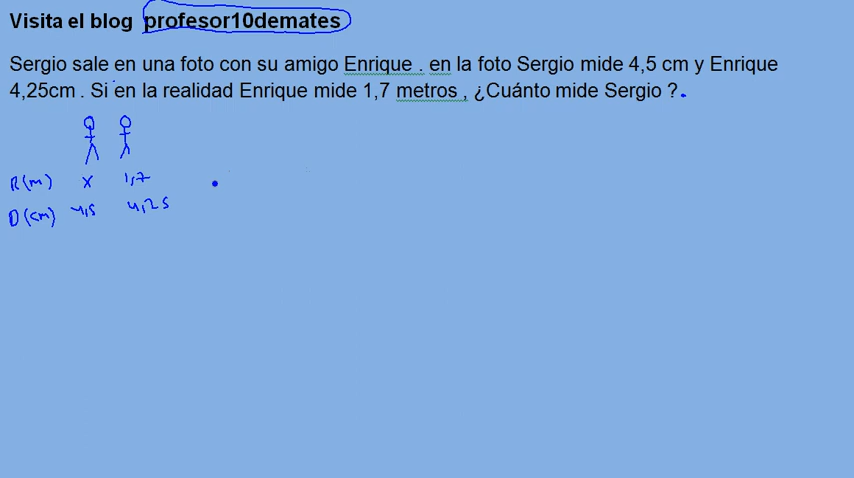 Visita el blog profesor10demates
Sergio sale en una foto con su amigo Enrique . en la foto Sergio mide 4,5 cm y Enrique
4,25cm . Si en la realidad Enrique mide 1,7 metros , ¿Cuánto mide Sergio ?.
R(m) x 1,7
D(cm) 4,5 4,25